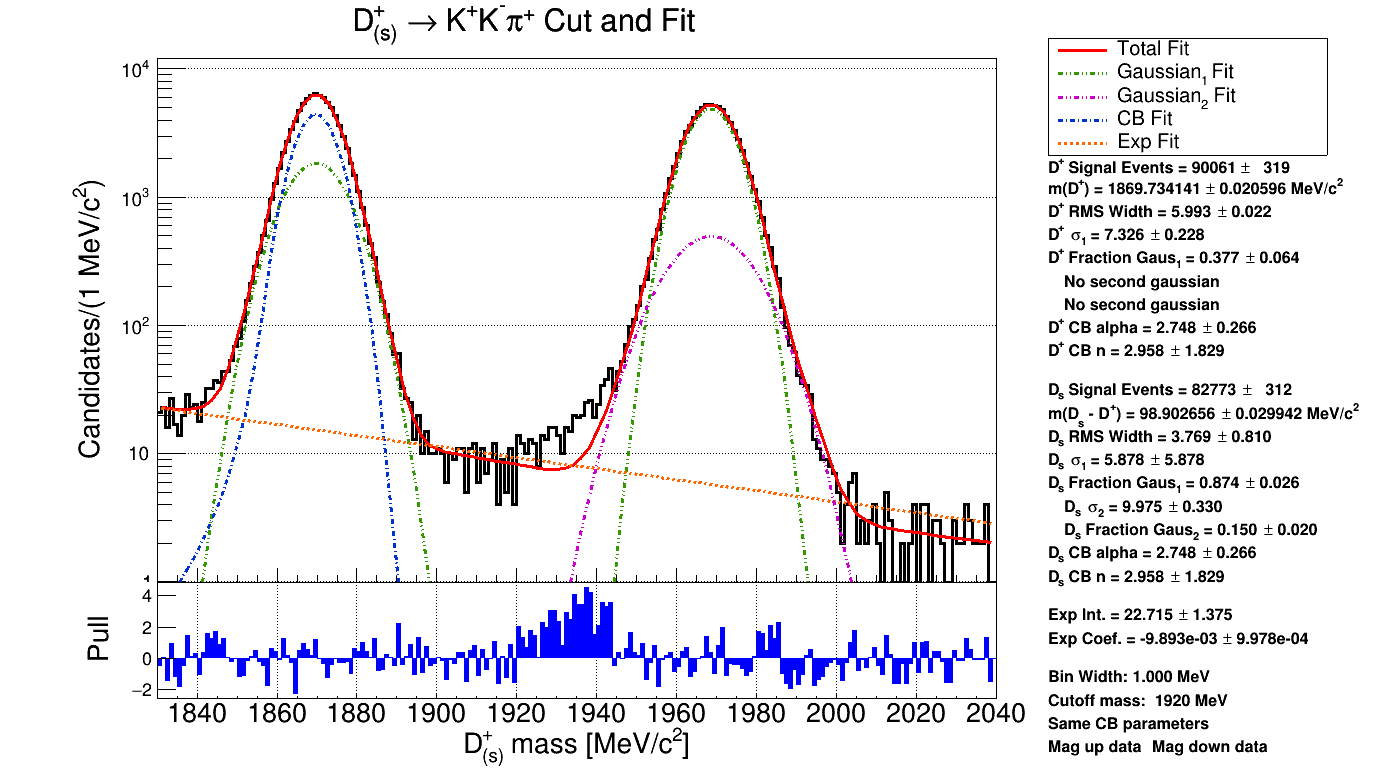 D⁺₍ₛ₎ → K⁺K⁻π⁺ Cut and Fit
Candidates/(1 MeV/c²)
10⁴
10³
10²
10
1
Pull
4
2
0
−2
1840 1860 1880 1900 1920 1940 1960 1980 2000 2020 2040
D⁺₍ₛ₎ mass [MeV/c²]
Total Fit
Gaussian₁ Fit
Gaussian₂ Fit
CB Fit
Exp Fit
D⁺ Signal Events = 90061 ± 319
m(D⁺) = 1869.734141 ± 0.020596 MeV/c²
D⁺ RMS Width = 5.993 ± 0.022
D⁺ σ₁ = 7.326 ± 0.228
D⁺ Fraction Gaus₁ = 0.377 ± 0.064
No second gaussian
No second gaussian
D⁺ CB alpha = 2.748 ± 0.266
D⁺ CB n = 2.958 ± 1.829
Dₛ Signal Events = 82773 ± 312
m(Dₛ - D⁺) = 98.902656 ± 0.029942 MeV/c²
Dₛ RMS Width = 3.769 ± 0.810
Dₛ σ₁ = 5.878 ± 5.878
Dₛ Fraction Gaus₁ = 0.874 ± 0.026
Dₛ σ₂ = 9.975 ± 0.330
Dₛ Fraction Gaus₂ = 0.150 ± 0.020
Dₛ CB alpha = 2.748 ± 0.266
Dₛ CB n = 2.958 ± 1.829
Exp Int. = 22.715 ± 1.375
Exp Coef. = -9.893e-03 ± 9.978e-04
Bin Width: 1.000 MeV
Cutoff mass: 1920 MeV
Same CB parameters
Mag up data Mag down data